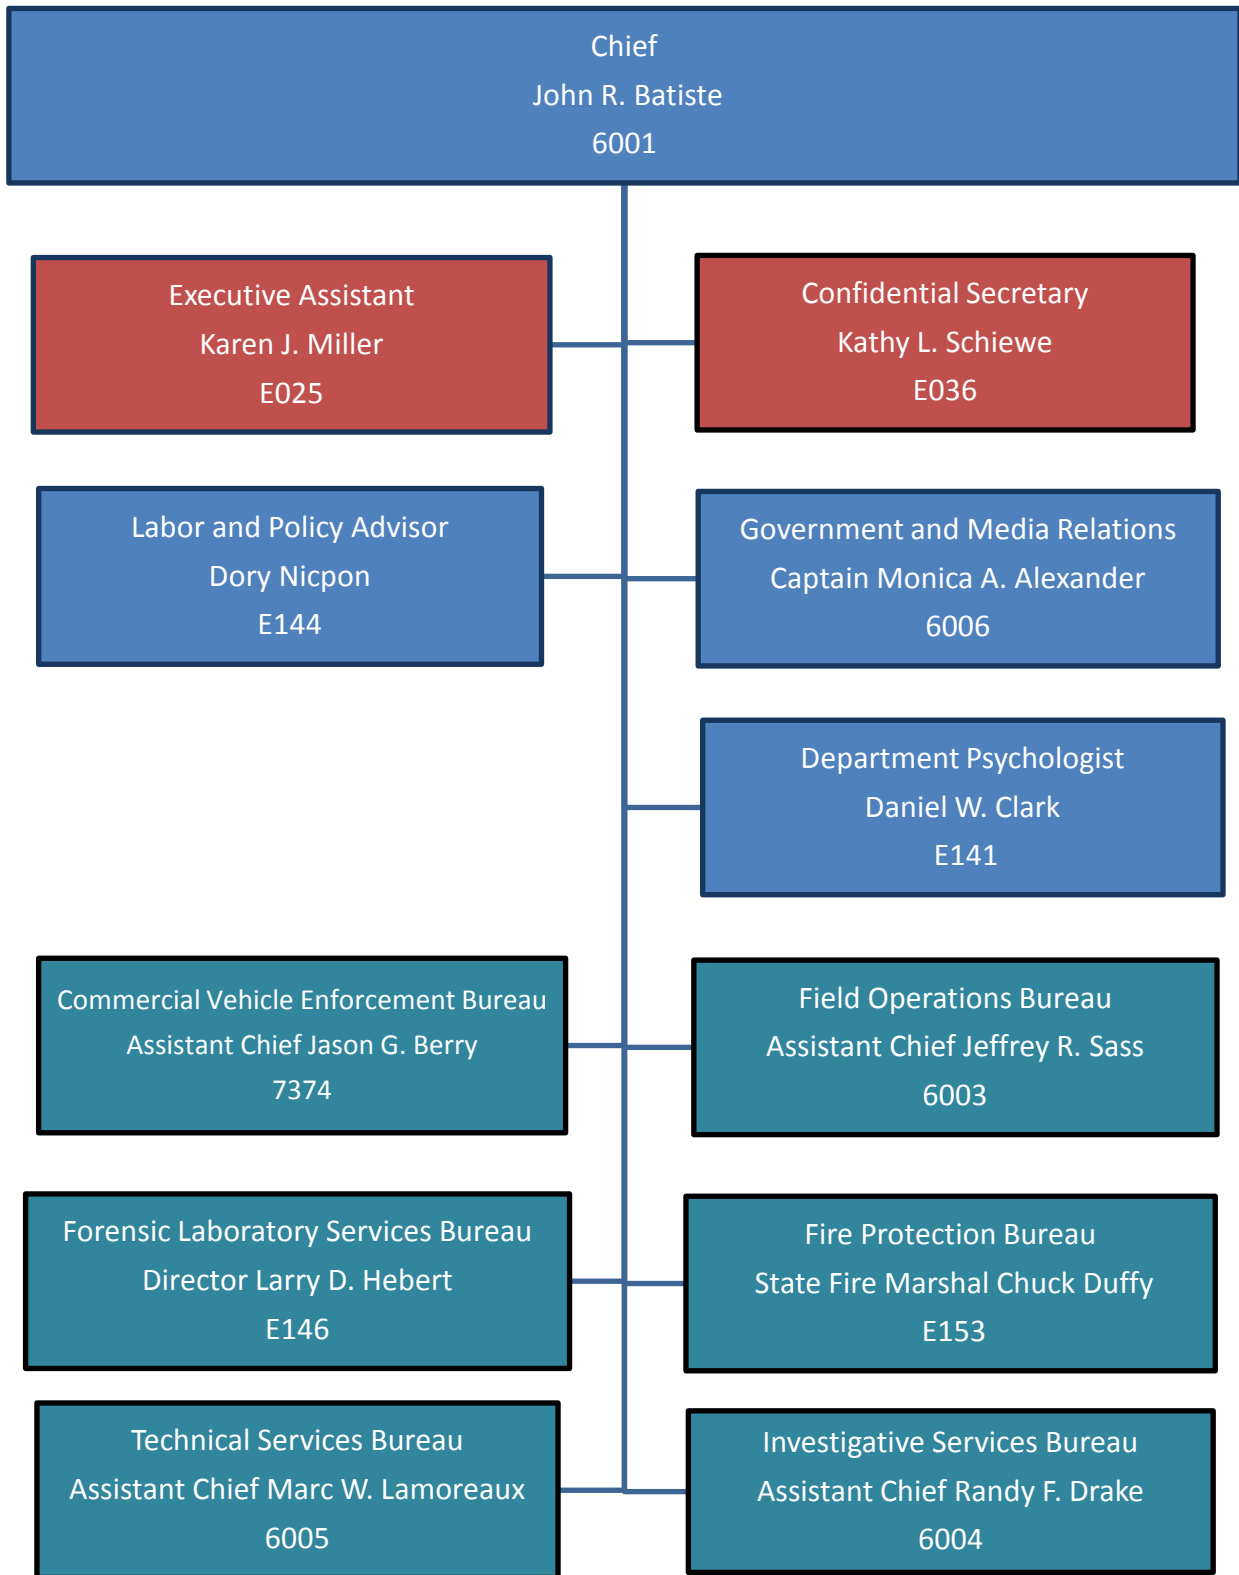 Chief
John R. Batiste
6001
Executive Assistant
Karen J. Miller
E025
Confidential Secretary
Kathy L. Schiewe
E036
Labor and Policy Advisor
Dory Nicpon
E144
Government and Media Relations
Captain Monica A. Alexander
6006
Department Psychologist
Daniel W. Clark
E141
Commercial Vehicle Enforcement Bureau
Assistant Chief Jason G. Berry
7374
Field Operations Bureau
Assistant Chief Jeffrey R. Sass
6003
Forensic Laboratory Services Bureau
Director Larry D. Hebert
E146
Fire Protection Bureau
State Fire Marshal Chuck Duffy
E153
Technical Services Bureau
Assistant Chief Marc W. Lamoreaux
6005
Investigative Services Bureau
Assistant Chief Randy F. Drake
6004